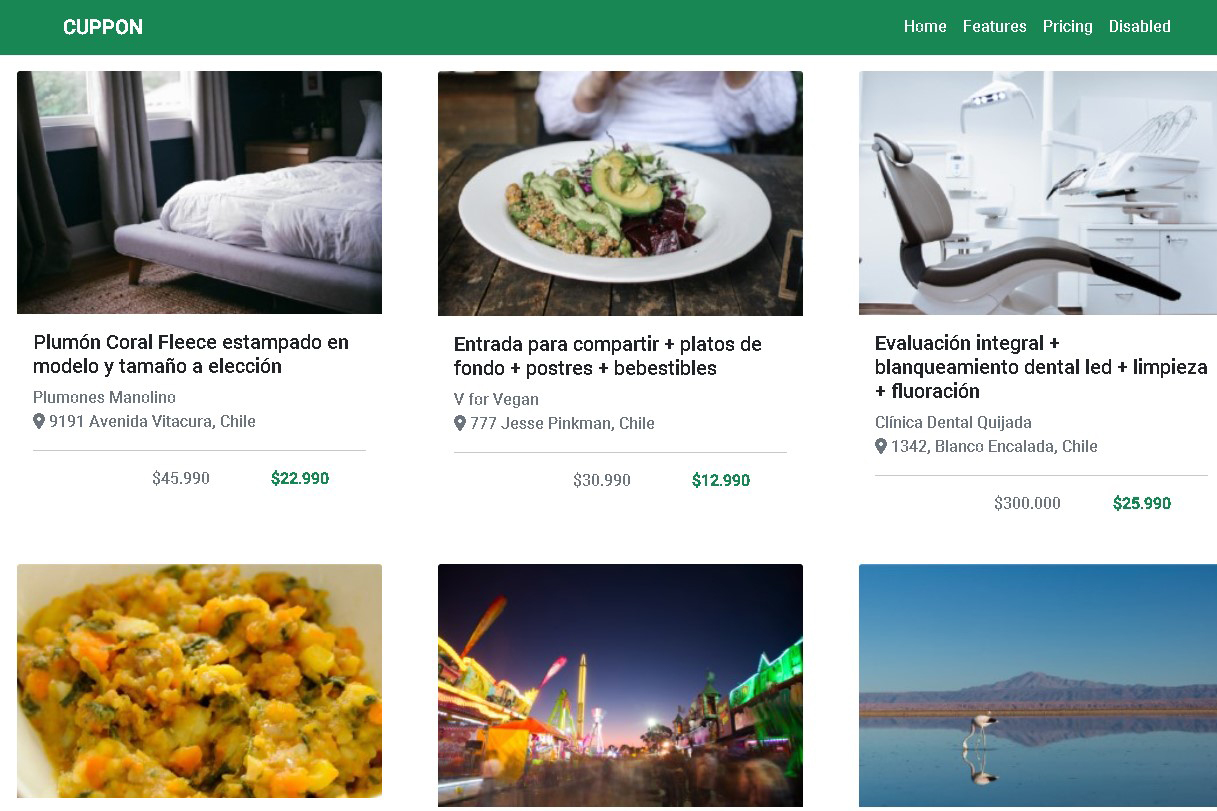 CUPPON
Home Features Pricing Disabled
Plumón Coral Fleece estampado en
modelo y tamaño a elección
Plumones Manolino
9191 Avenida Vitacura, Chile
$45.990 $22.990
Entrada para compartir + platos de
fondo + postres + bebestibles
V for Vegan
777 Jesse Pinkman, Chile
$30.990 $12.990
Evaluación integral +
blanqueamiento dental led + limpieza
+ fluoración
Clínica Dental Quijada
1342, Blanco Encalada, Chile
$300.000 $25.990